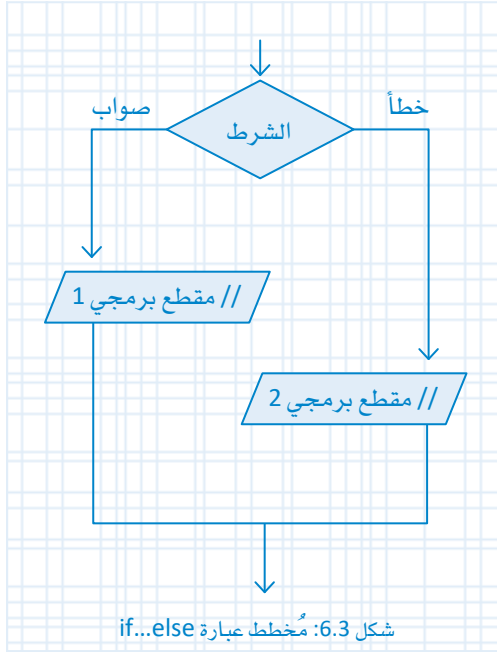 خطأ
صواب
الشرط
// مقطع برمجي 1
// مقطع برمجي 2
شكل 6.3: مُخطط عبارة if...else